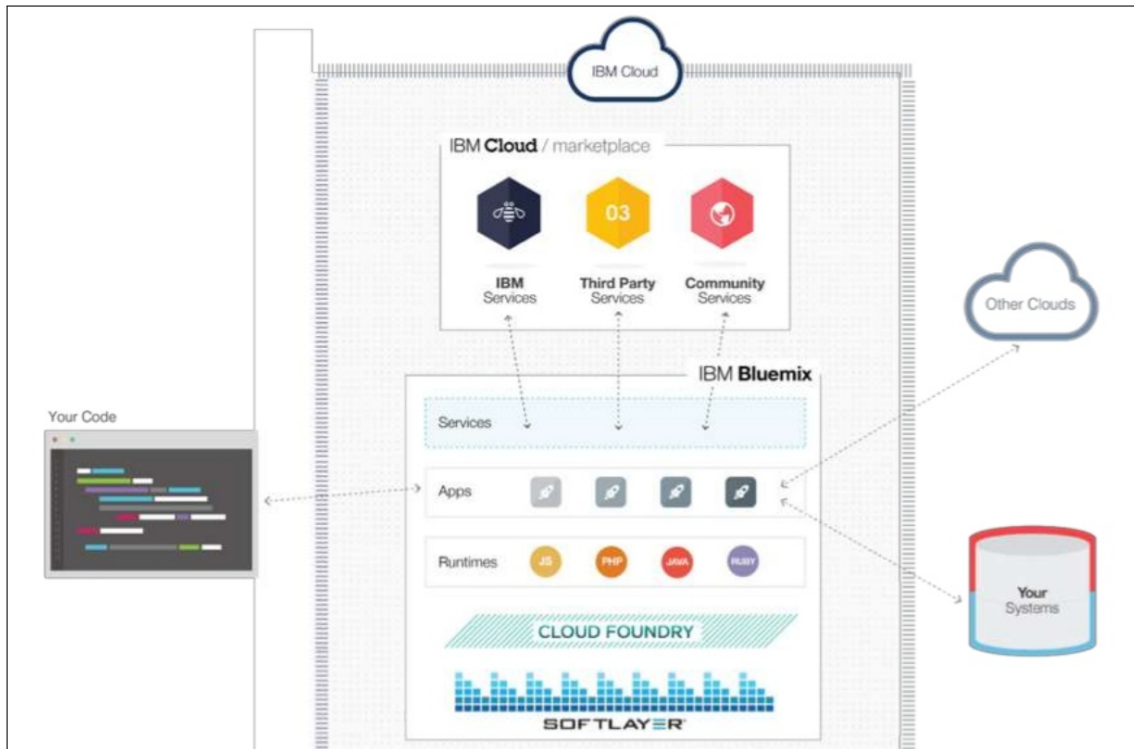 IBM Cloud
IBM Cloud / marketplace
03
IBM
Services
Third Party
Services
Community
Services
Other Clouds
IBM Bluemix
Your Code
Services
Apps
Runtimes
JS
PHP
JAVA
RUBY
Your
Systems
CLOUD FOUNDRY
SOFTLAYER